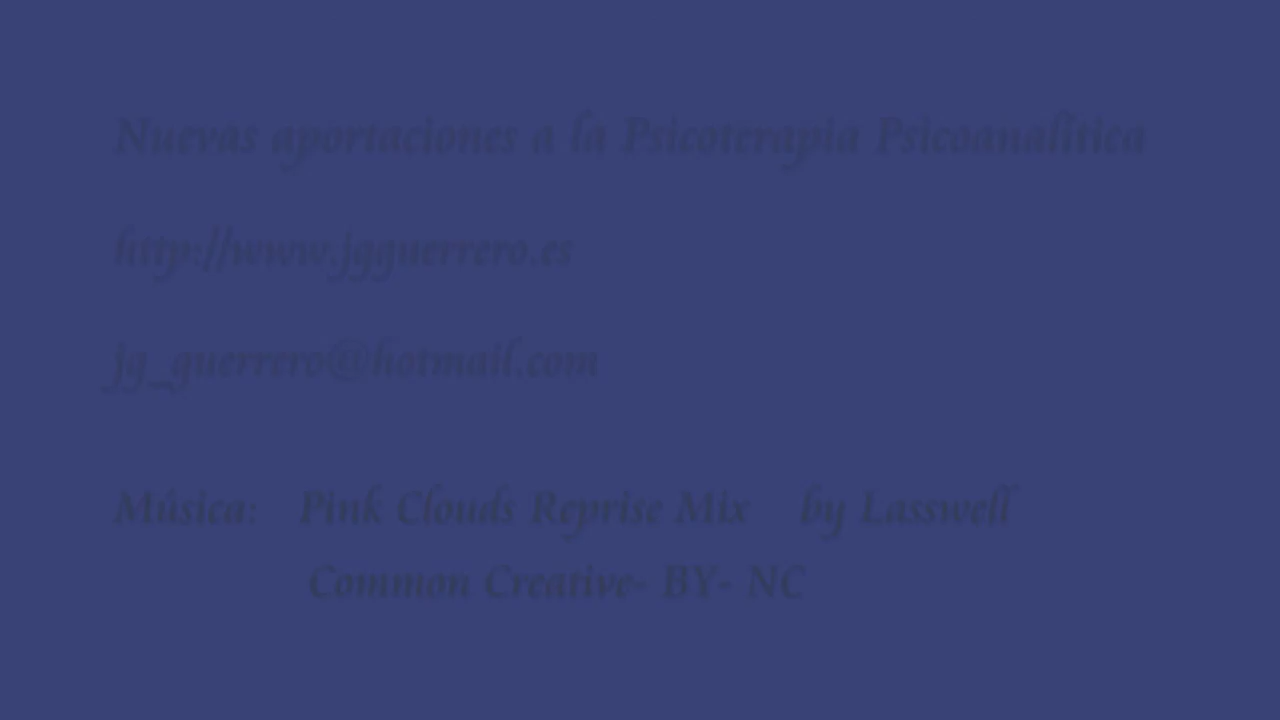 Nuevas aportaciones a la Psicoterapia Psicoanalítica
http://www.jgguerrero.es
jg_guerrero@hotmail.com
Música: Pink Clouds Reprise Mix by Lasswell
Common Creative- BY- NC